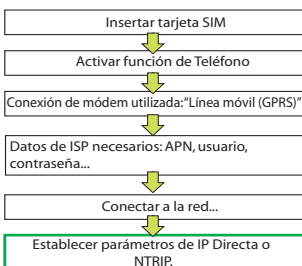 Insertar tarjeta SIM
Activar función de Teléfono
Conexión de módem utilizada:"Línea móvil (GPRS)"
Datos de ISP necesarios: APN, usuario,
contraseña...
Conectar a la red...
Establecer parámetros de IP Directa o
NTRIP.